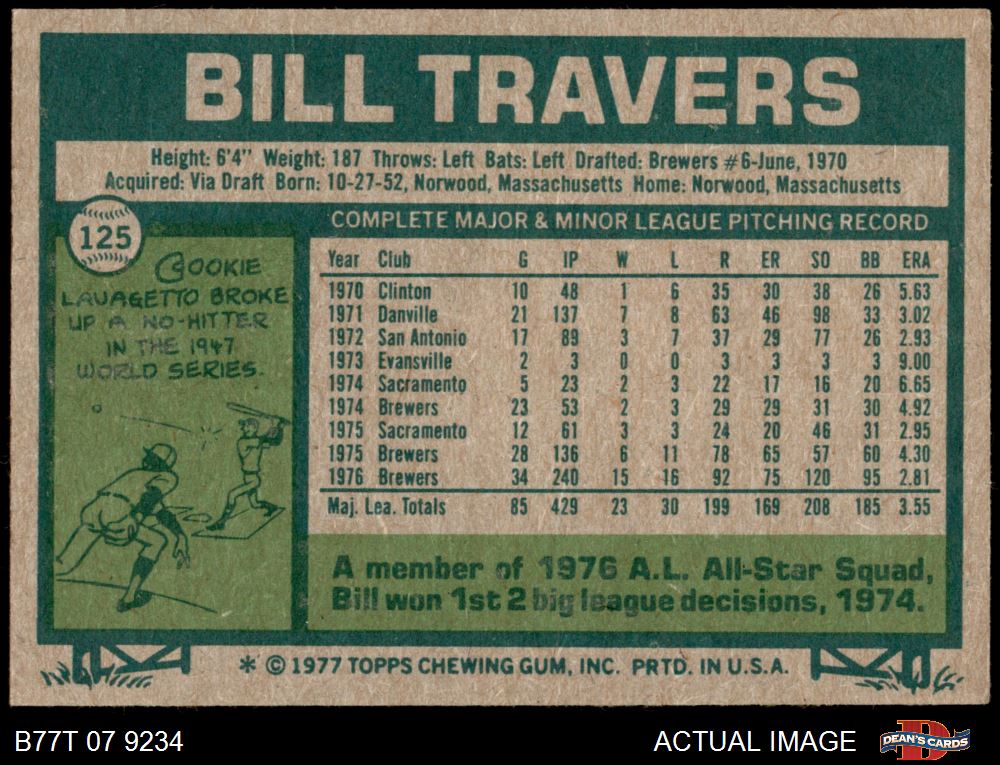 BILL TRAVERS
Height: 6'4" Weight: 187 Throws: Left Bats: Left Drafted: Brewers #6-June, 1970
Acquired: Via Draft Born: 10-27-52, Norwood, Massachusetts Home: Norwood, Massachusetts
125
COOKIE
LAVAGETTO BROKE
UP A NO-HITTER
IN THE 1947
WORLD SERIES.
COMPLETE MAJOR & MINOR LEAGUE PITCHING RECORD
Year Club G IP W L R ER SO BB ERA
1970 Clinton 10 48 1 6 35 30 38 26 5.63
1971 Danville 21 137 7 8 63 46 98 33 3.02
1972 San Antonio 17 89 3 7 37 29 77 26 2.93
1973 Evansville 2 3 0 0 3 3 3 3 9.00
1974 Sacramento 5 23 2 3 22 17 16 20 6.65
1974 Brewers 23 53 2 3 29 29 31 30 4.92
1975 Sacramento 12 61 3 3 24 20 46 31 2.95
1975 Brewers 28 136 6 11 78 65 57 60 4.30
1976 Brewers 34 240 15 16 92 75 120 95 2.81
Maj. Lea. Totals 85 429 23 30 199 169 208 185 3.55
A member of 1976 A.L. All-Star Squad,
Bill won 1st 2 big league decisions, 1974.
* © 1977 TOPPS CHEWING GUM, INC. PRTD. IN U.S.A.
B77T 07 9234
ACTUAL IMAGE
D
DEAN'S CARDS